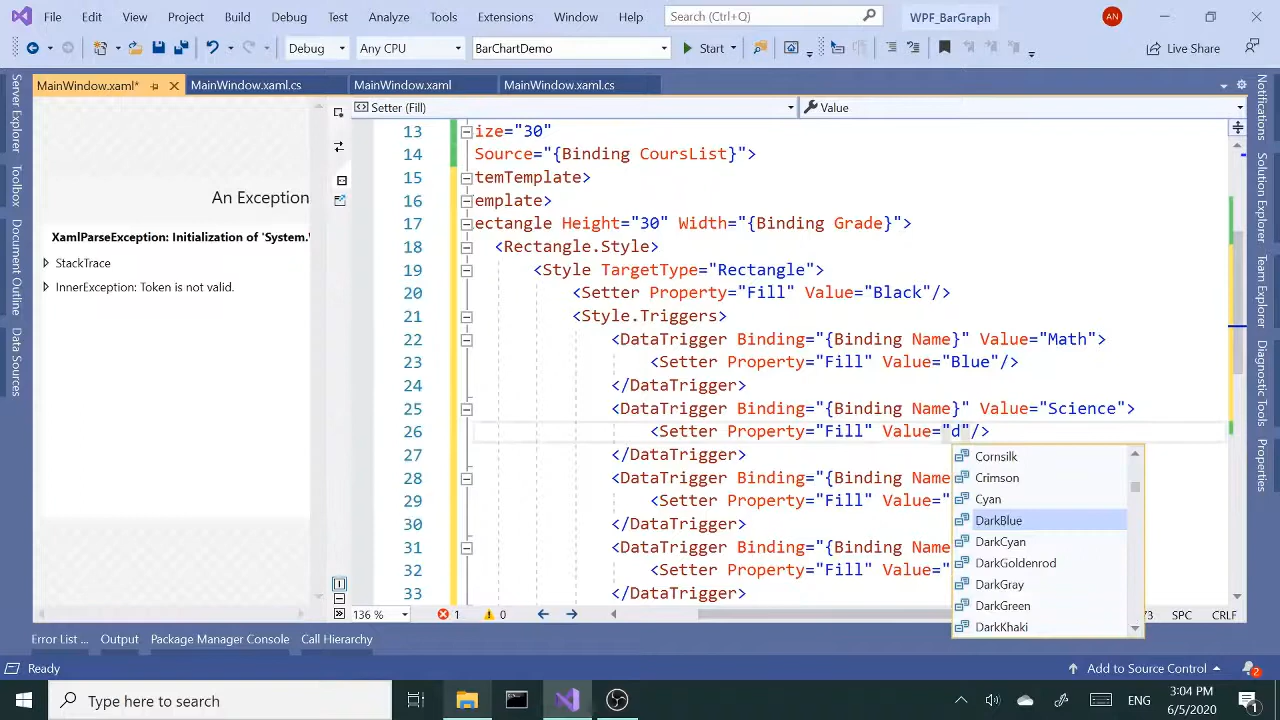 File Edit View Project Build Debug Test Analyze Tools Extensions Window Help Search (Ctrl+Q) WPF_BarGraph AN
Debug Any CPU BarChartDemo Start Live Share
MainWindow.xaml* MainWindow.xaml.cs MainWindow.xaml MainWindow.xaml.cs
Server Explorer
Toolbox
Document Outline
Data Sources
Setter (Fill) Value
An Exception
XamlParseException: Initialization of 'System.'
StackTrace
InnerException: Token is not valid.
13 ize="30"
14 Source="{Binding CoursList}">
15 temTemplate>
16 emplate>
17 ectangle Height="30" Width="{Binding Grade}">
18 <Rectangle.Style>
19 <Style TargetType="Rectangle">
20 <Setter Property="Fill" Value="Black"/>
21 <Style.Triggers>
22 <DataTrigger Binding="{Binding Name}" Value="Math">
23 <Setter Property="Fill" Value="Blue"/>
24 </DataTrigger>
25 <DataTrigger Binding="{Binding Name}" Value="Science">
26 <Setter Property="Fill" Value="d"/>
27 </DataTrigger>
28 <DataTrigger Binding="{Binding Name
29 <Setter Property="Fill" Value="
30 </DataTrigger>
31 <DataTrigger Binding="{Binding Name
32 <Setter Property="Fill" Value="
33 </DataTrigger>
Cornsilk
Crimson
Cyan
DarkBlue
DarkCyan
DarkGoldenrod
DarkGray
DarkGreen
DarkKhaki
Notifications
Solution Explorer
Team Explorer
Diagnostic Tools
Properties
136 % 1 0 73 SPC CRLF
Error List ... Output Package Manager Console Call Hierarchy
Ready Add to Source Control 2
Type here to search ENG 3:04 PM
6/5/2020 1